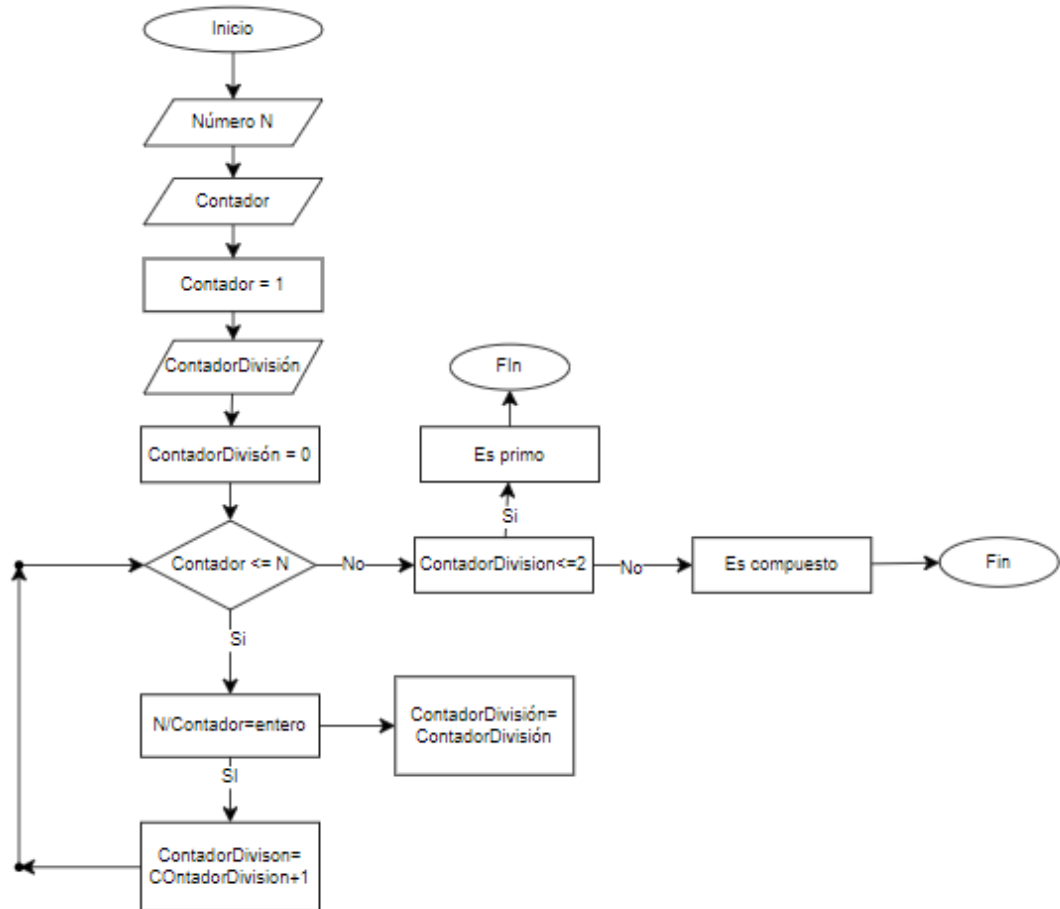 Inicio
Número N
Contador
Contador = 1
ContadorDivisión
ContadorDivisón = 0
FIn
Es primo
Si
Contador <= N
No
ContadorDivision<=2
No
Es compuesto
Fin
Si
N/Contador=entero
ContadorDivisión=
ContadorDivisión
SI
ContadorDivison=
COntadorDivision+1